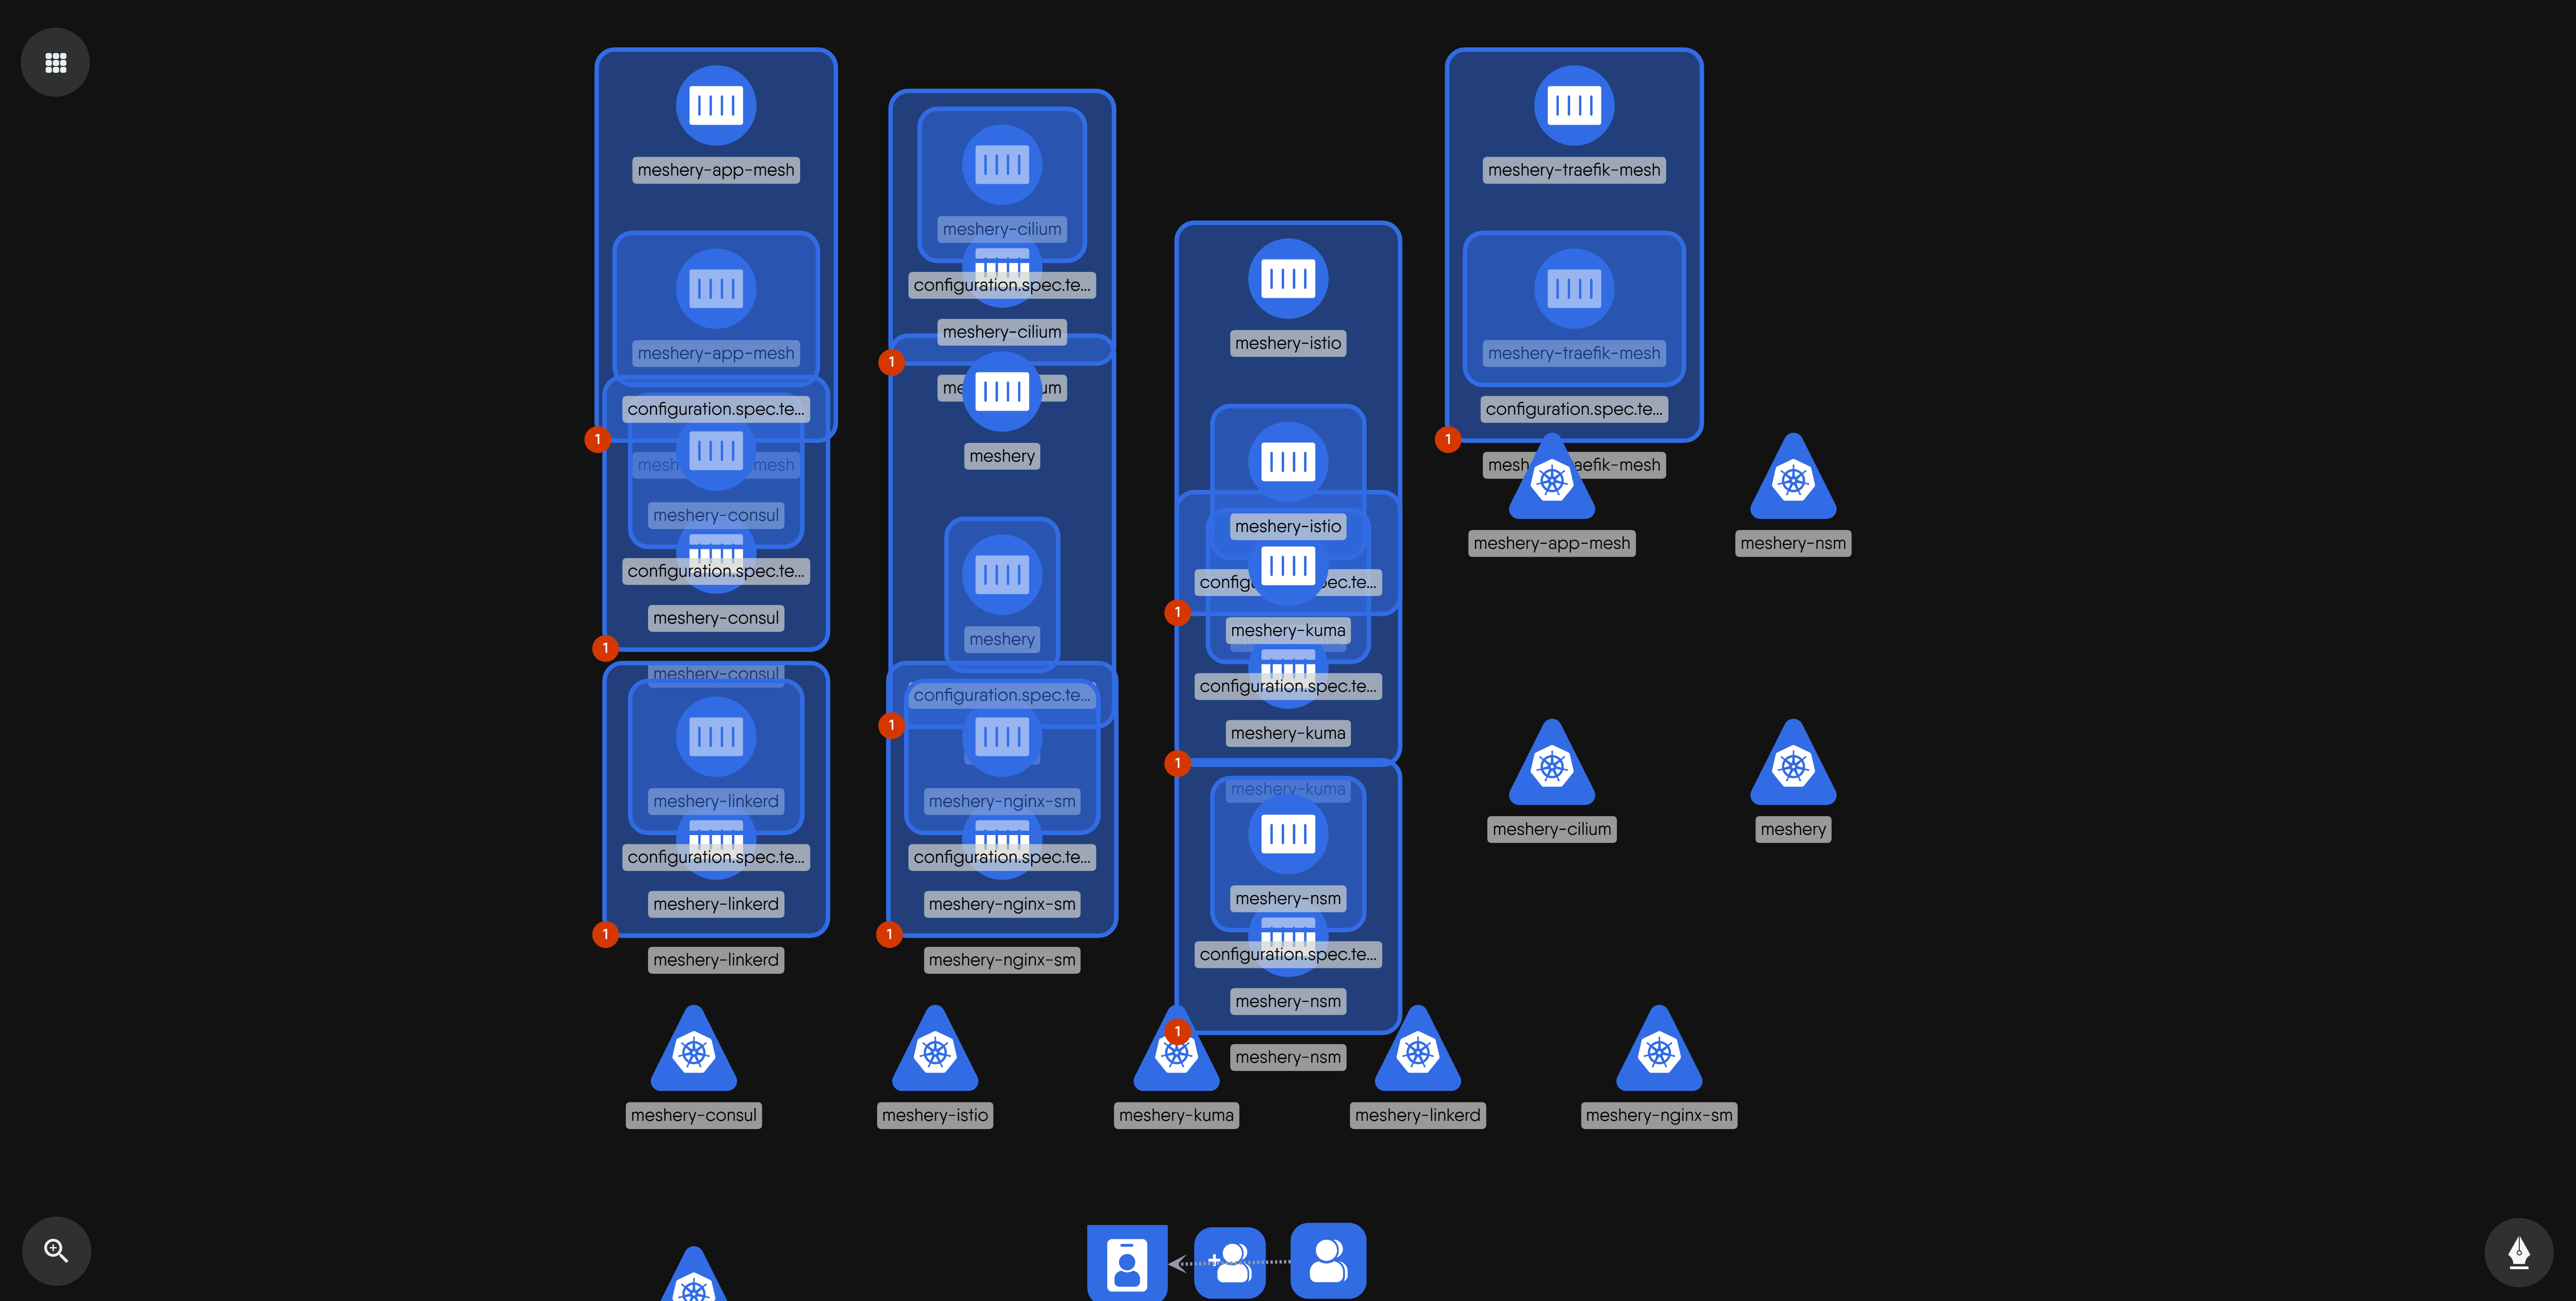 meshery-app-mesh
meshery-app-mesh
configuration.spec.te...
1
mesh mesh
meshery-consul
configuration.spec.te...
meshery-consul
1
meshery-consul
meshery-linkerd
configuration.spec.te...
meshery-linkerd
1
meshery-linkerd
meshery-cilium
configuration.spec.te...
meshery-cilium
1
me um
meshery
meshery
configuration.spec.te...
1
meshery-nginx-sm
configuration.spec.te...
meshery-nginx-sm
1
meshery-nginx-sm
meshery-istio
meshery-istio
configu pec.te...
1
meshery-kuma
configuration.spec.te...
meshery-kuma
1
meshery-kuma
meshery-nsm
configuration.spec.te...
meshery-nsm
1
meshery-nsm
meshery-traefik-mesh
meshery-traefik-mesh
configuration.spec.te...
1
mesh aefik-mesh
meshery-app-mesh
meshery-nsm
meshery-cilium
meshery
meshery-consul
meshery-istio
meshery-kuma
meshery-linkerd
meshery-nginx-sm